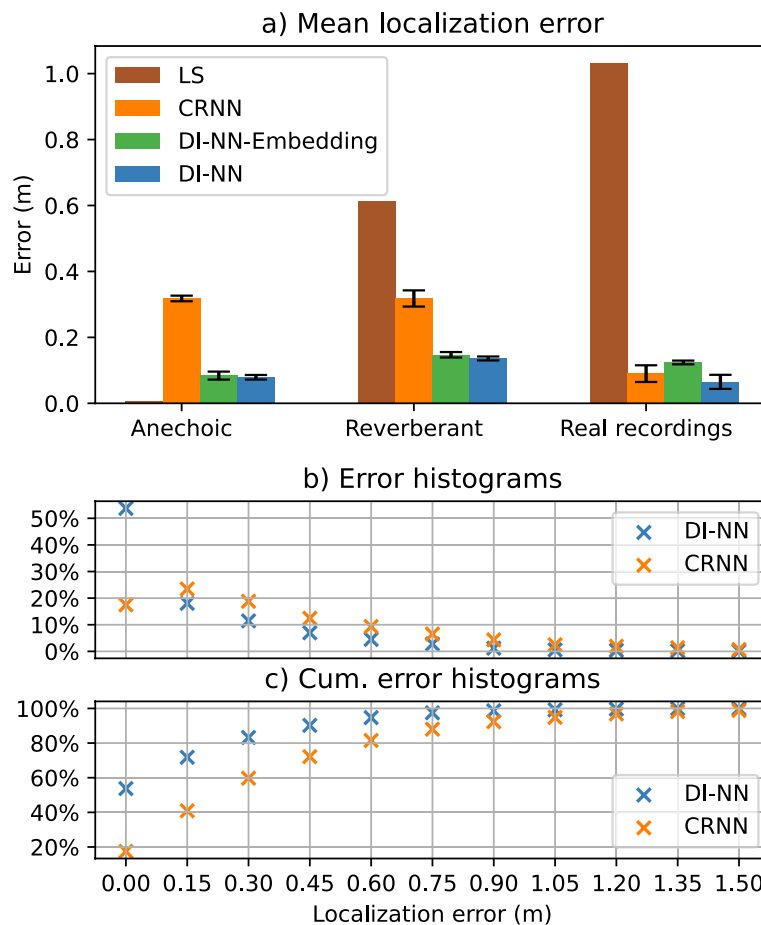 a) Mean localization error
1.0
0.8
0.6
0.4
0.2
0.0
Error (m)
LS
CRNN
DI-NN-Embedding
DI-NN
Anechoic Reverberant Real recordings
b) Error histograms
50%
40%
30%
20%
10%
0%
DI-NN
CRNN
c) Cum. error histograms
100%
80%
60%
40%
20%
DI-NN
CRNN
0.00 0.15 0.30 0.45 0.60 0.75 0.90 1.05 1.20 1.35 1.50
Localization error (m)